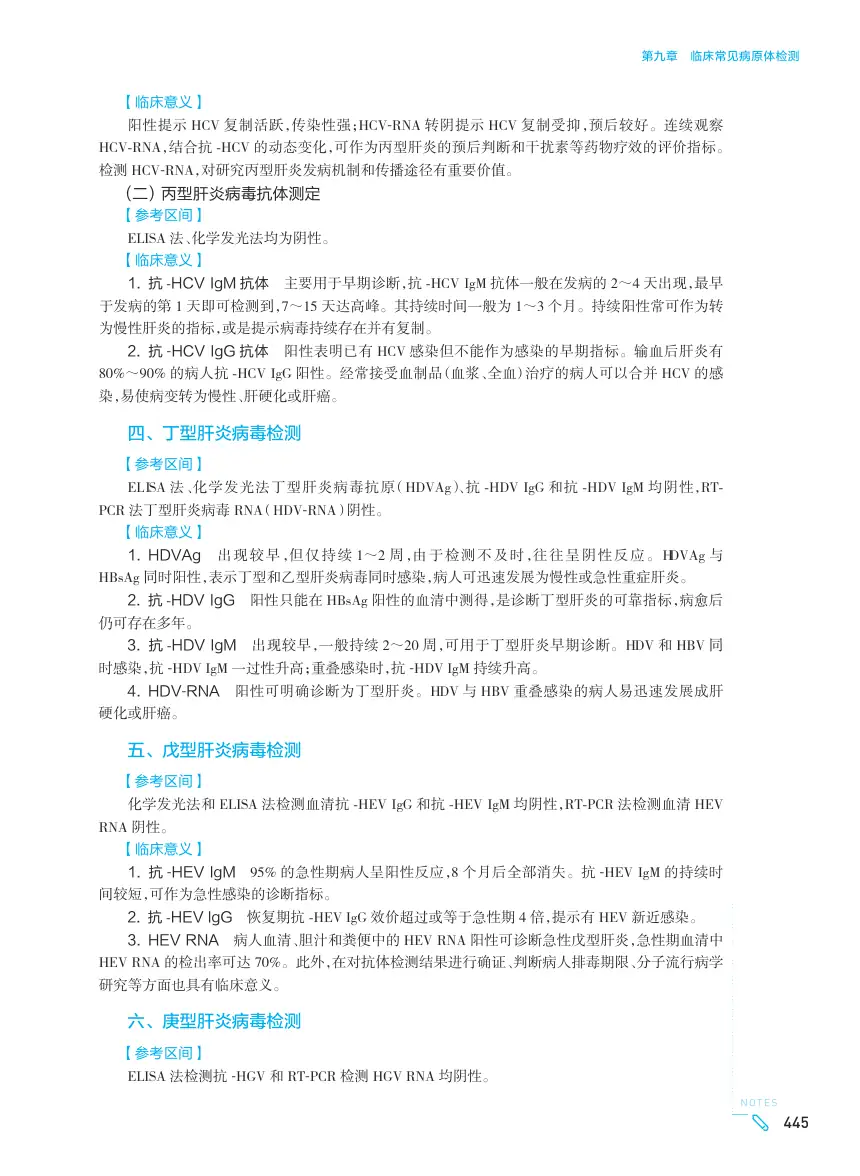 第九章 临床常见病原体检测
【临床意义】
阳性提示 HCV 复制活跃,传染性强;HCV-RNA 转阴提示 HCV 复制受抑,预后较好。连续观察
HCV-RNA,结合抗 -HCV 的动态变化,可作为丙型肝炎的预后判断和干扰素等药物疗效的评价指标。
检测 HCV-RNA,对研究丙型肝炎发病机制和传播途径有重要价值。
(二)丙型肝炎病毒抗体测定
【参考区间】
ELISA 法、化学发光法均为阴性。
【临床意义】
1. 抗 -HCV IgM 抗体 主要用于早期诊断,抗 -HCV IgM 抗体一般在发病的 2～4 天出现,最早
于发病的第 1 天即可检测到,7～15 天达高峰。其持续时间一般为 1～3 个月。持续阳性常可作为转
为慢性肝炎的指标,或是提示病毒持续存在并有复制。
2. 抗 -HCV IgG 抗体 阳性表明已有 HCV 感染但不能作为感染的早期指标。输血后肝炎有
80%～90% 的病人抗 -HCV IgG 阳性。经常接受血制品(血浆、全血)治疗的病人可以合并 HCV 的感
染,易使病变转为慢性、肝硬化或肝癌。
四、丁型肝炎病毒检测
【参考区间】
ELISA 法、化学发光法丁型肝炎病毒抗原(HDVAg)、抗 -HDV IgG 和抗 -HDV IgM 均阴性,RT-
PCR 法丁型肝炎病毒 RNA(HDV-RNA)阴性。
【临床意义】
1. HDVAg 出现较早,但仅持续 1～2 周,由于检测不及时,往往呈阴性反应。HDVAg 与
HBsAg 同时阳性,表示丁型和乙型肝炎病毒同时感染,病人可迅速发展为慢性或急性重症肝炎。
2. 抗 -HDV IgG 阳性只能在 HBsAg 阳性的血清中测得,是诊断丁型肝炎的可靠指标,病愈后
仍可存在多年。
3. 抗 -HDV IgM 出现较早,一般持续 2～20 周,可用于丁型肝炎早期诊断。HDV 和 HBV 同
时感染,抗 -HDV IgM 一过性升高;重叠感染时,抗 -HDV IgM 持续升高。
4. HDV-RNA 阳性可明确诊断为丁型肝炎。HDV 与 HBV 重叠感染的病人易迅速发展成肝
硬化或肝癌。
五、戊型肝炎病毒检测
【参考区间】
化学发光法和 ELISA 法检测血清抗 -HEV IgG 和抗 -HEV IgM 均阴性,RT-PCR 法检测血清 HEV
RNA 阴性。
【临床意义】
1. 抗 -HEV IgM 95% 的急性期病人呈阳性反应,8 个月后全部消失。抗 -HEV IgM 的持续时
间较短,可作为急性感染的诊断指标。
2. 抗 -HEV IgG 恢复期抗 -HEV IgG 效价超过或等于急性期 4 倍,提示有 HEV 新近感染。
3. HEV RNA 病人血清、胆汁和粪便中的 HEV RNA 阳性可诊断急性戊型肝炎,急性期血清中
HEV RNA 的检出率可达 70%。此外,在对抗体检测结果进行确证、判断病人排毒期限、分子流行病学
研究等方面也具有临床意义。
六、庚型肝炎病毒检测
【参考区间】
ELISA 法检测抗 -HGV 和 RT-PCR 检测 HGV RNA 均阴性。
NOTES
445